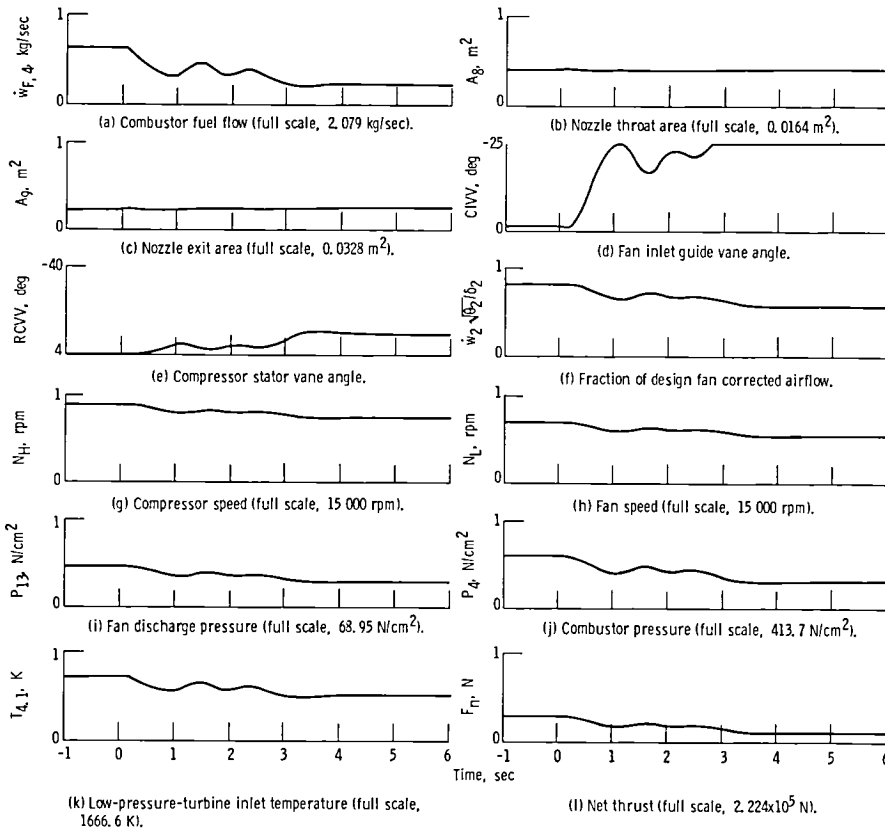 1
ẇF, 4, kg/sec
0
(a) Combustor fuel flow (full scale, 2.079 kg/sec).
1
A8, m2
0
(b) Nozzle throat area (full scale, 0.0164 m2).
1
A9, m2
0
(c) Nozzle exit area (full scale, 0.0328 m2).
-25
CIVV, deg
0
(d) Fan inlet guide vane angle.
-40
RCVV, deg
4
(e) Compressor stator vane angle.
1
ẇ2 √θ2/δ2
0
(f) Fraction of design fan corrected airflow.
1
NH, rpm
0
(g) Compressor speed (full scale, 15 000 rpm).
1
NL, rpm
0
(h) Fan speed (full scale, 15 000 rpm).
1
P13, N/cm2
0
(i) Fan discharge pressure (full scale, 68.95 N/cm2).
1
P4, N/cm2
0
(j) Combustor pressure (full scale, 413.7 N/cm2).
1
T4.1, K
0
-1 0 1 2 3 4 5 6
1
Fn, N
0
-1 0 1 2 3 4 5 6
Time, sec
(k) Low-pressure-turbine inlet temperature (full scale,
1666.6 K).
(l) Net thrust (full scale, 2.224x105 N).